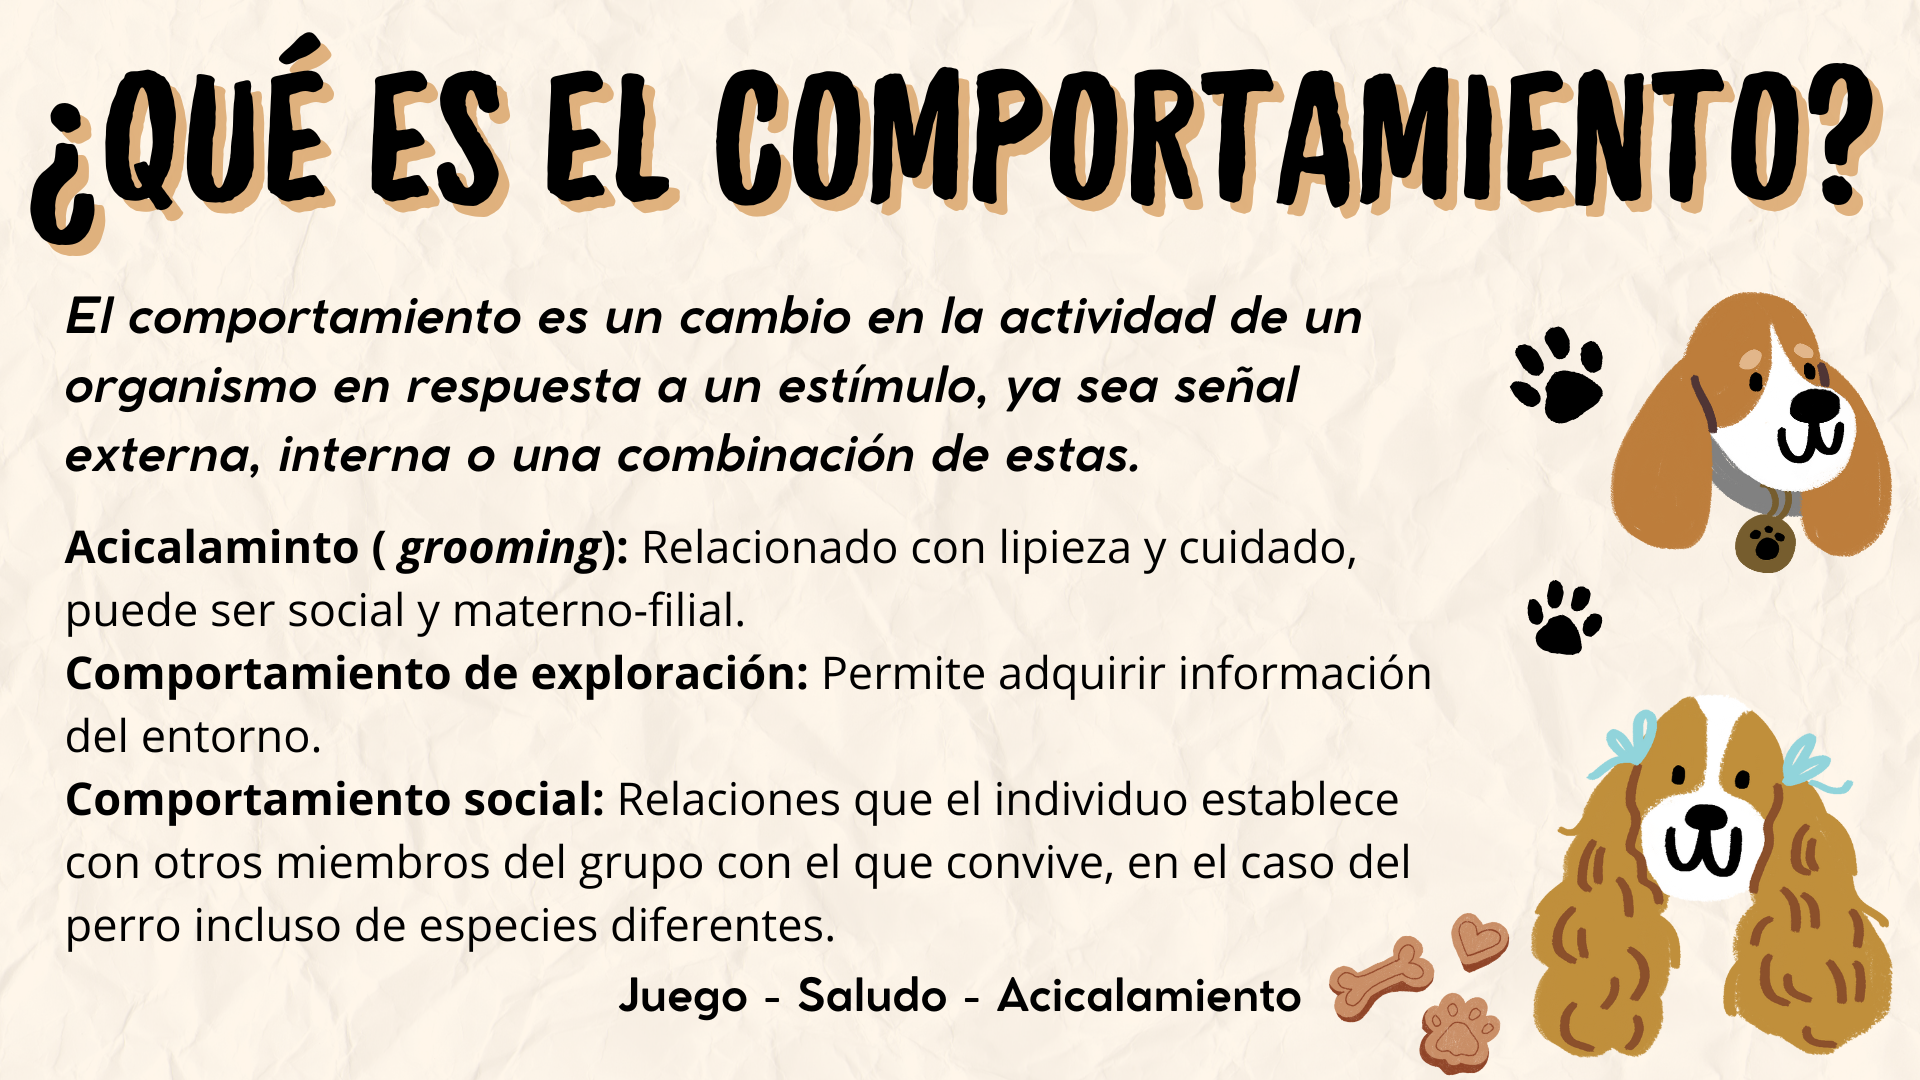 ¿QUÉ ES EL COMPORTAMIENTO?
El comportamiento es un cambio en la actividad de un
organismo en respuesta a un estímulo, ya sea señal
externa, interna o una combinación de estas.
Acicalaminto ( grooming): Relacionado con lipieza y cuidado,
puede ser social y materno-filial.
Comportamiento de exploración: Permite adquirir información
del entorno.
Comportamiento social: Relaciones que el individuo establece
con otros miembros del grupo con el que convive, en el caso del
perro incluso de especies diferentes.
Juego - Saludo - Acicalamiento